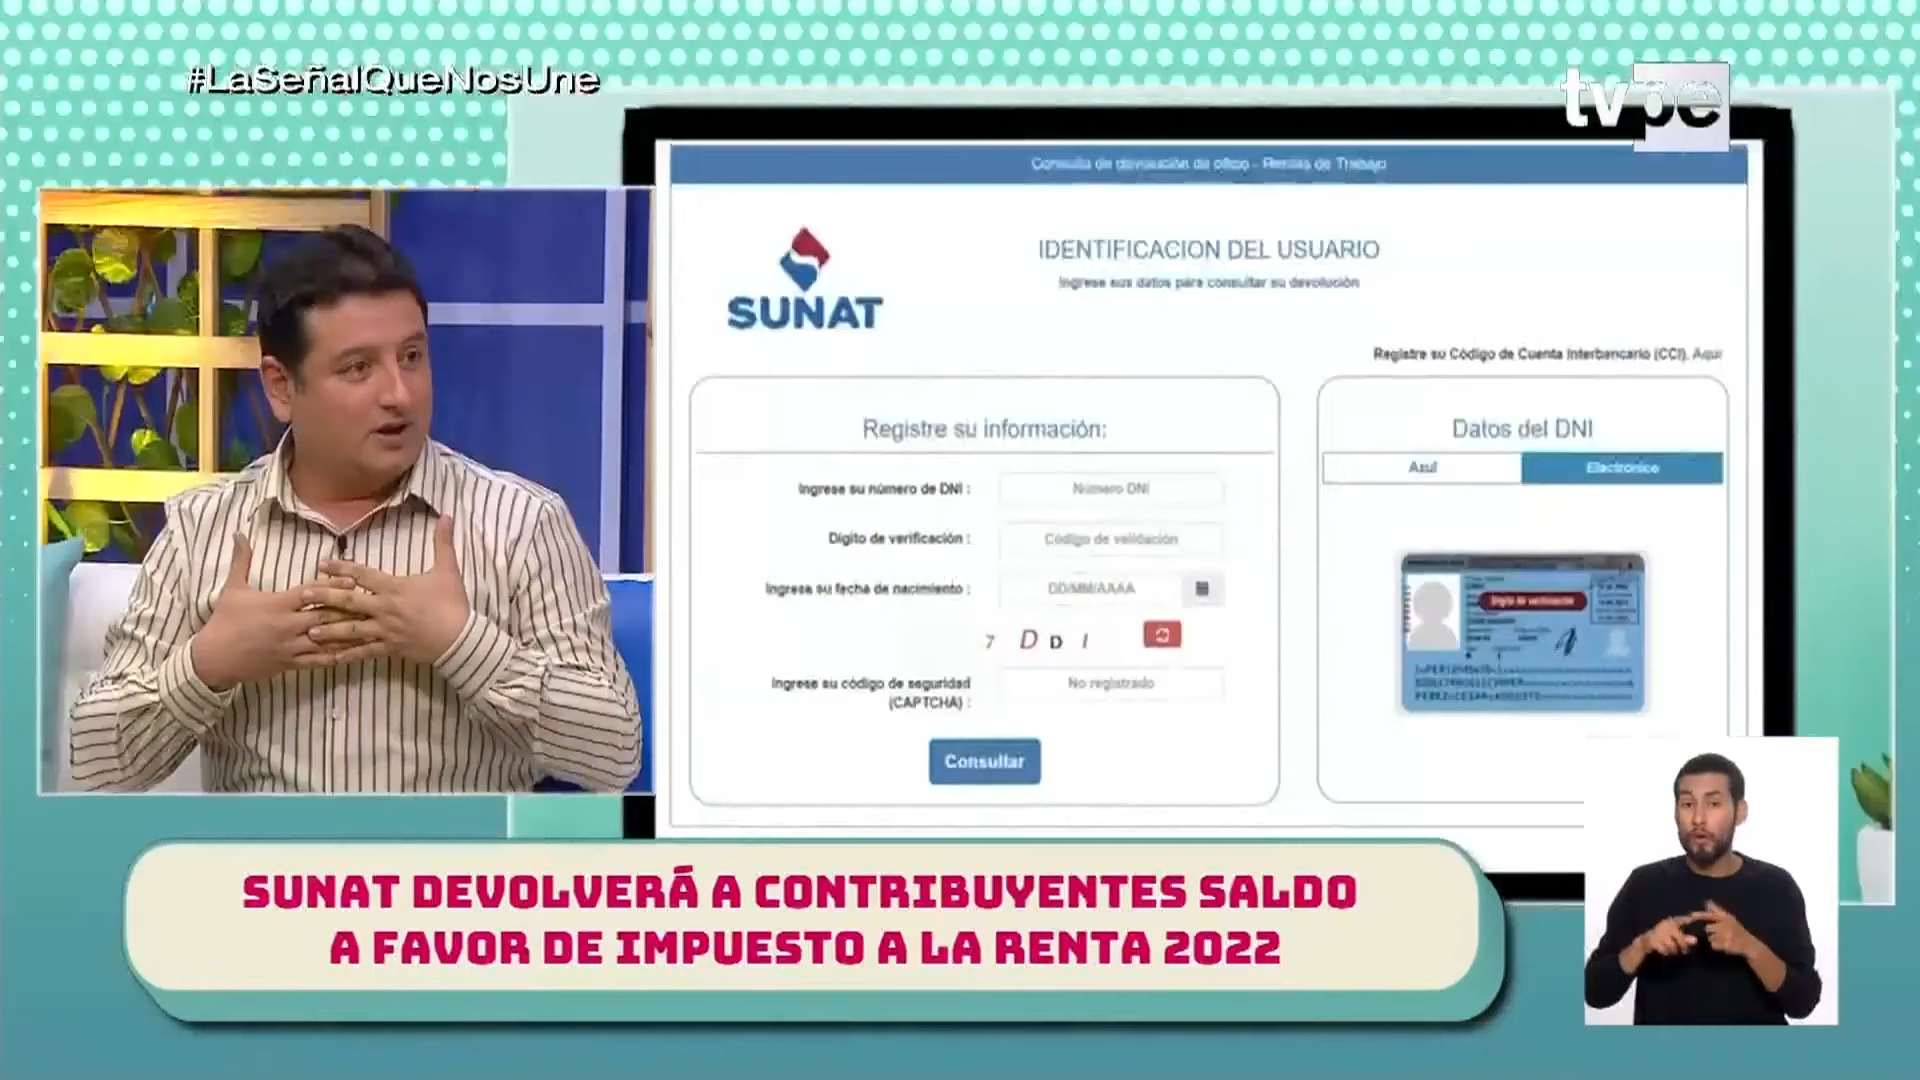 #LaSeñalQueNosUne
tvpe
Consulta de devolución de oficio - Rentas de Trabajo
SUNAT
IDENTIFICACION DEL USUARIO
Ingrese sus datos para consultar su devolución
Registre su Código de Cuenta Interbancario (CCI). Aquí
Registre su información:
Ingrese su número de DNI :
Número DNI
Dígito de verificación :
Código de validación
Ingrese su fecha de nacimiento :
DD/MM/AAAA
7 D D I
Ingrese su código de seguridad
(CAPTCHA) :
No registrado
Consultar
Datos del DNI
Azul
Electrónico
Dígito de verificación
SUNAT DEVOLVERÁ A CONTRIBUYENTES SALDO
A FAVOR DE IMPUESTO A LA RENTA 2022